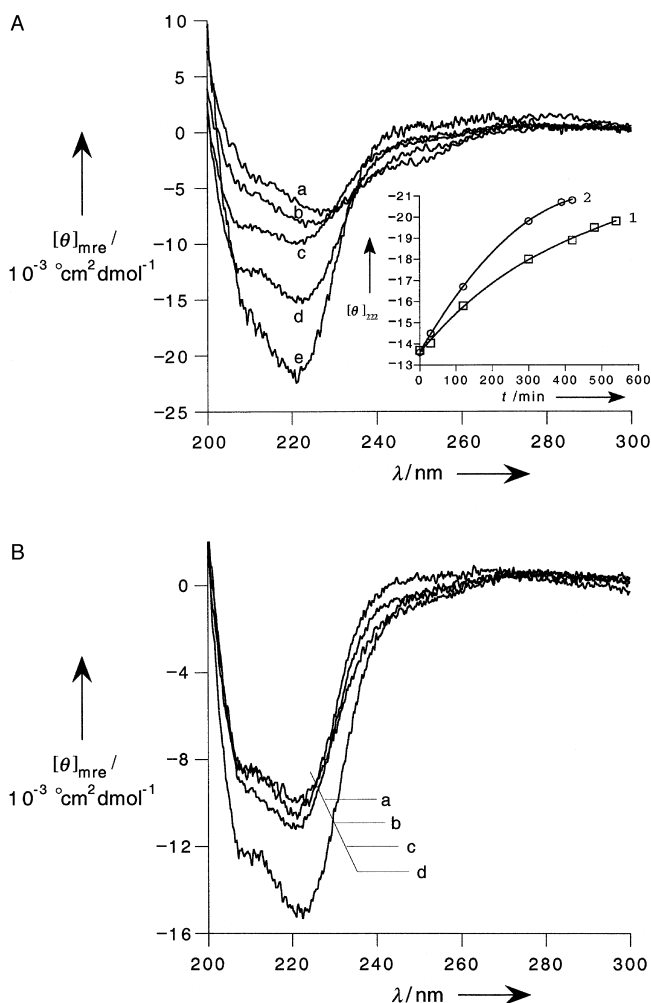 A
10
5
0
−5
−10
−15
−20
−25
[θ]mre /
10⁻³ °cm²dmol⁻¹
a
b
c
d
e
200 220 240 260 280 300
λ/nm
−21
−20
−19
−18
−17
−16
−15
−14
−13
[θ]222
2
1
0 100 200 300 400 500 600
t /min
B
0
−4
−8
−12
−16
[θ]mre /
10⁻³ °cm²dmol⁻¹
a
b
c
d
200 220 240 260 280 300
λ/nm